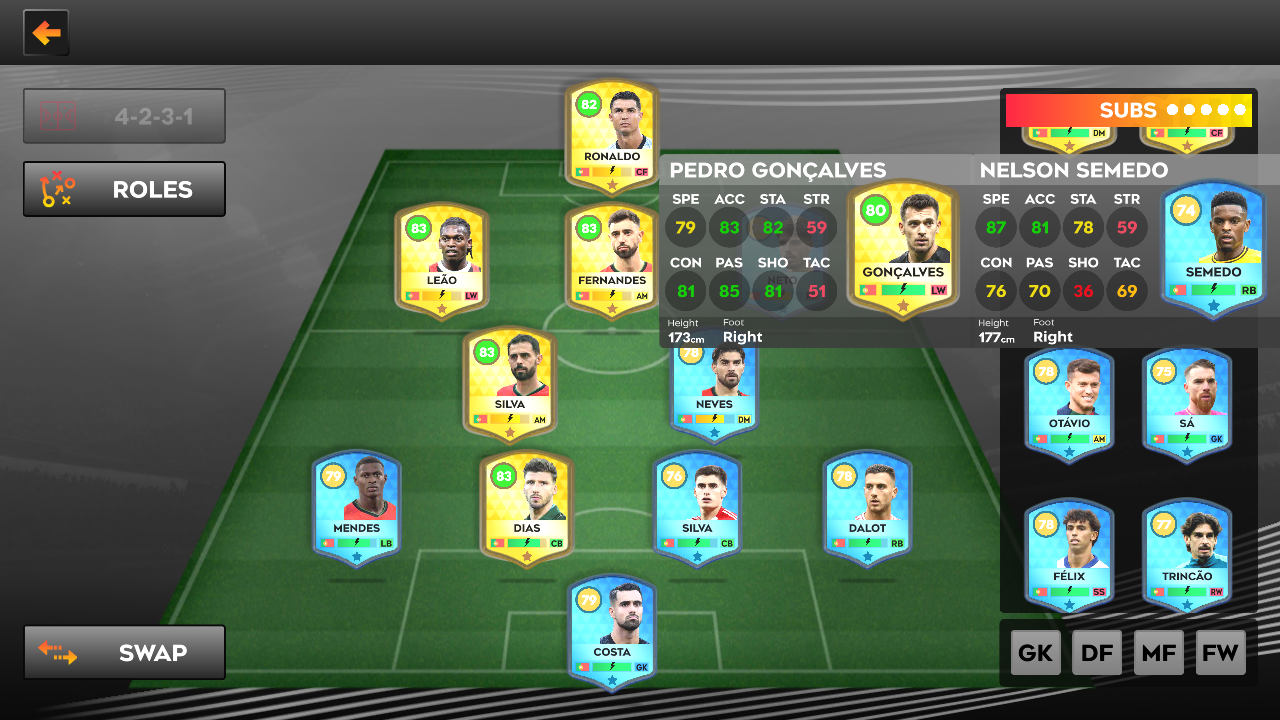 4-2-3-1
ROLES
SWAP
82
RONALDO
CF
83
LEÃO
LW
83
FERNANDES
AM
NETO
83
SILVA
AM
78
NEVES
DM
79
MENDES
LB
83
DIAS
CB
76
SILVA
CB
78
DALOT
RB
79
COSTA
GK
PEDRO GONÇALVES
SPE ACC STA STR
79 83 82 59
CON PAS SHO TAC
81 85 81 51
Height Foot
173cm Right
80
GONÇALVES
LW
NELSON SEMEDO
SPE ACC STA STR
87 81 78 59
CON PAS SHO TAC
76 70 36 69
Height Foot
177cm Right
74
SEMEDO
RB
SUBS
DM
CF
78
OTÁVIO
AM
75
SÁ
GK
78
FÉLIX
SS
77
TRINCÃO
RW
GK DF MF FW